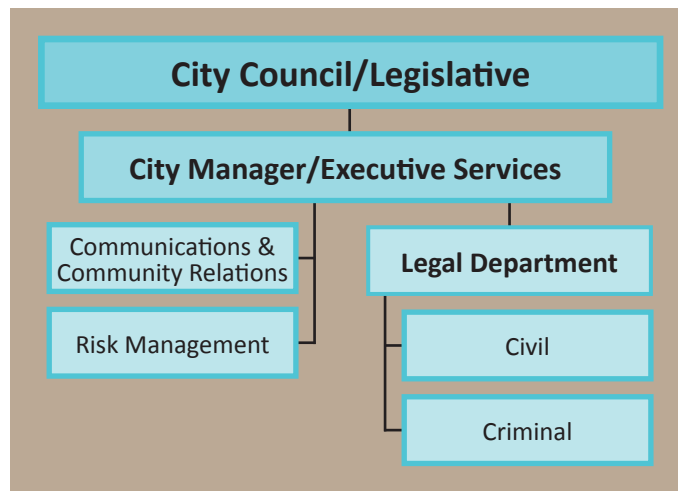 City Council/Legislative
City Manager/Executive Services
Communications &
Community Relations
Legal Department
Risk Management
Civil
Criminal